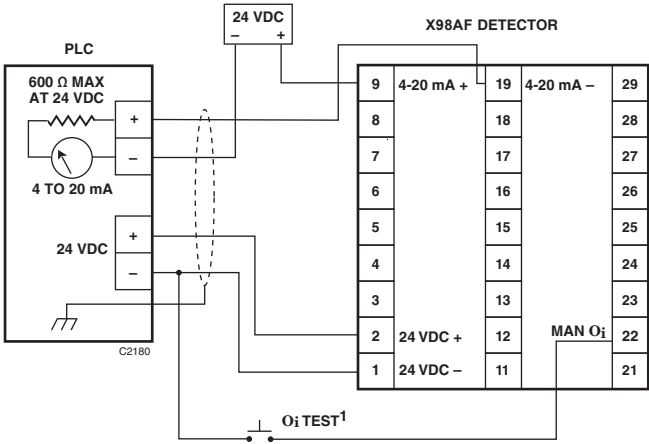 24 VDC
– +
X98AF DETECTOR
PLC
600 Ω MAX
AT 24 VDC
+
–
4 TO 20 mA
24 VDC
+
–
C2180
9 4-20 mA + 19 4-20 mA – 29
8 18 28
7 17 27
6 16 26
5 15 25
4 14 24
3 13 23
2 24 VDC + 12 MAN Oi 22
1 24 VDC – 11 21
Oi TEST1